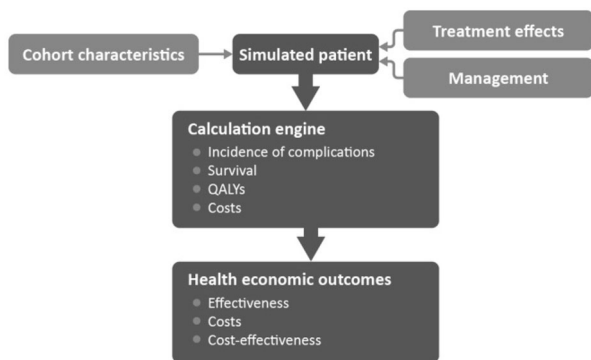 Treatment effects
Cohort characteristics
Simulated patient
Management
Calculation engine
Incidence of complications
Survival
QALYs
Costs
Health economic outcomes
Effectiveness
Costs
Cost-effectiveness